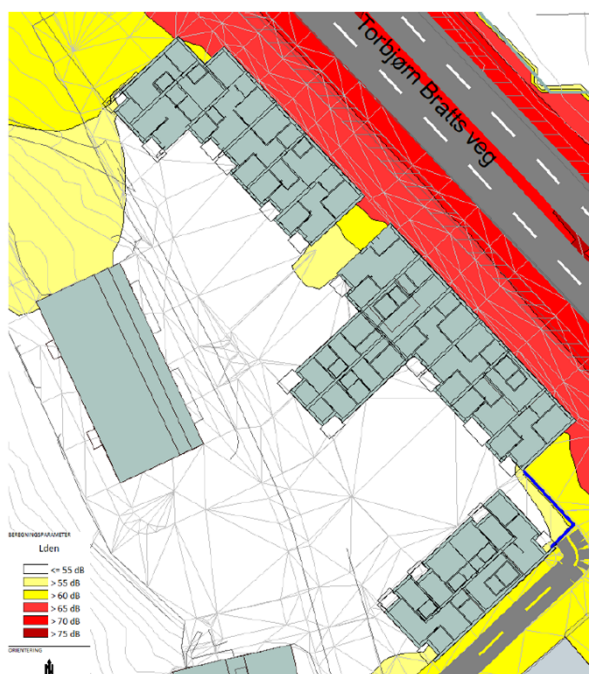 Torbjørn Bratts veg
BEREGNINGSPARAMETER
Lden
<= 55 dB
> 55 dB
> 60 dB
> 65 dB
> 70 dB
> 75 dB
ORIENTERING
N